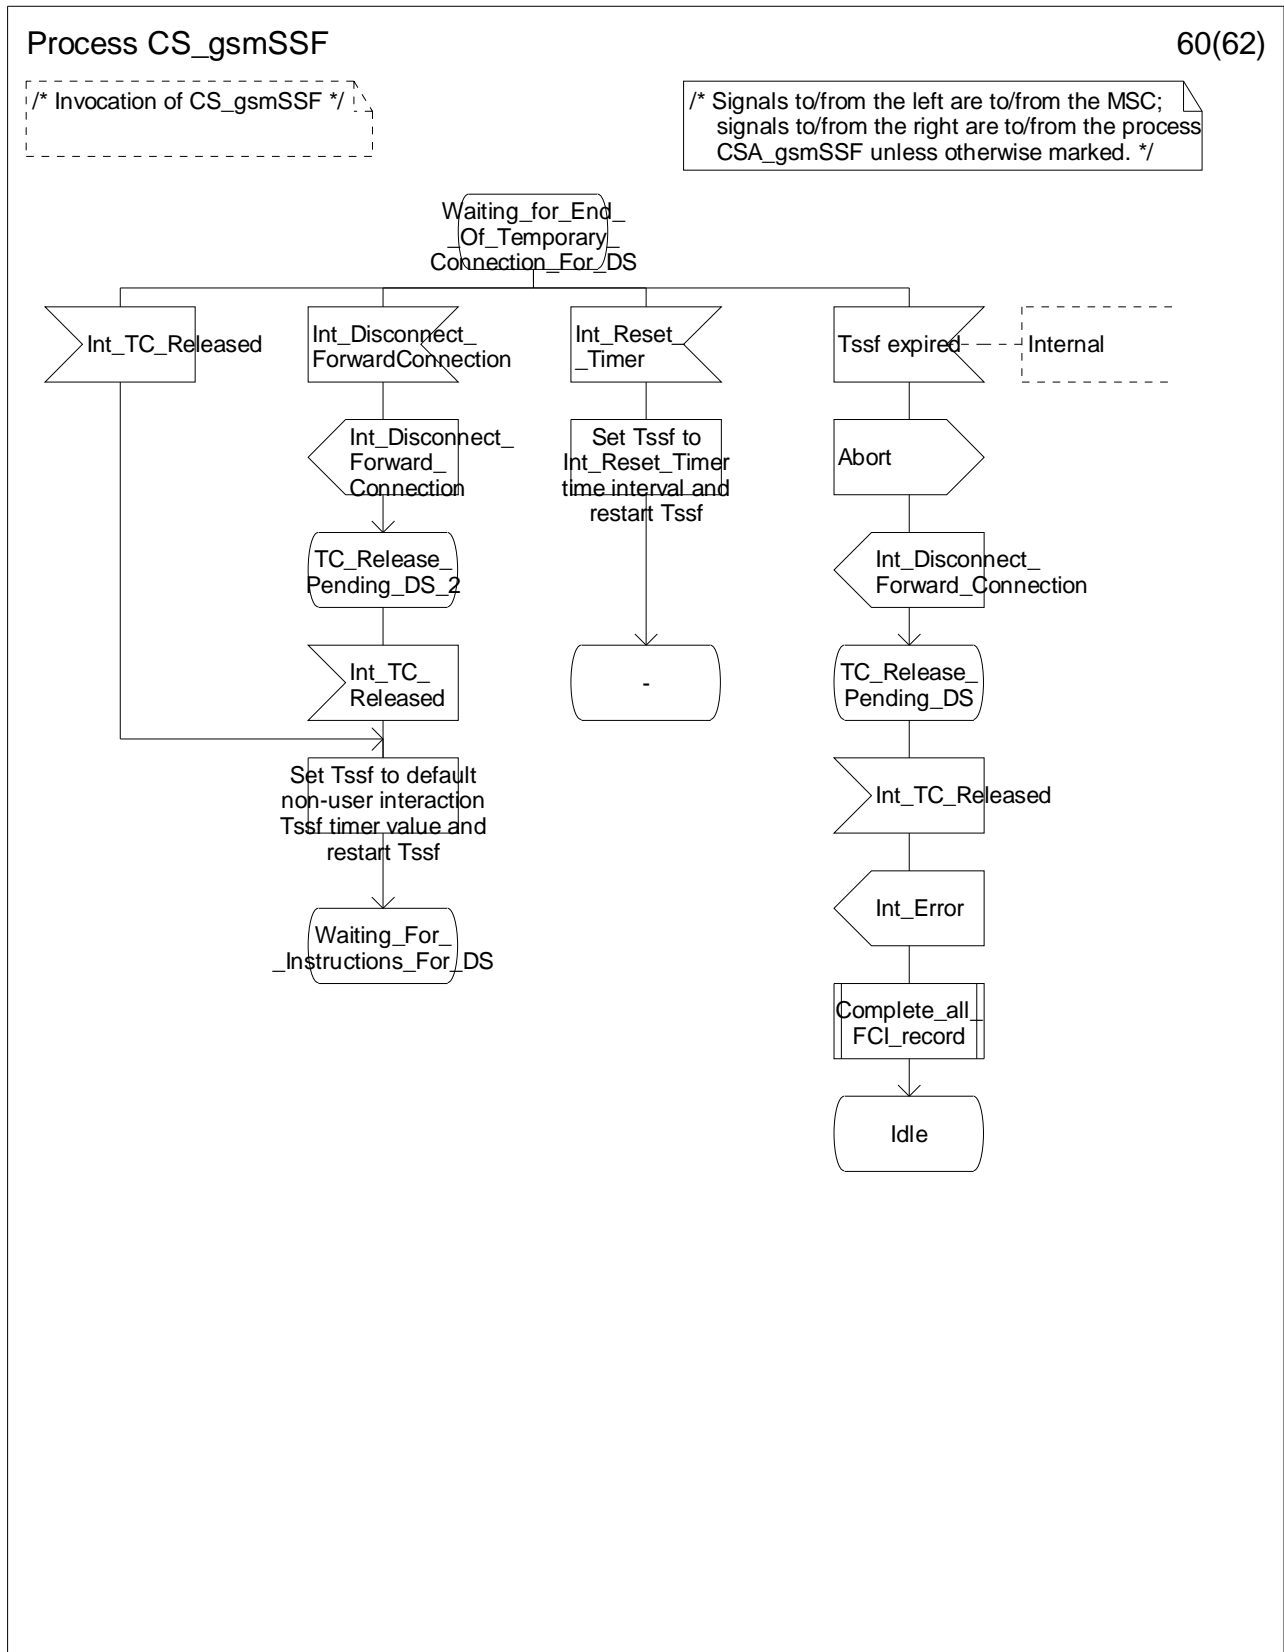 Process CS_gsmSSF
60(62)
/* Invocation of CS_gsmSSF */
/* Signals to/from the left are to/from the MSC;
signals to/from the right are to/from the process
CSA_gsmSSF unless otherwise marked. */
Waiting_for_End_
_Of_Temporary_
Connection_For_DS
Int_TC_Released
Int_Disconnect_
ForwardConnection
Int_Reset_
_Timer
Tssf expired
Internal
Int_Disconnect_
Forward_
Connection
Set Tssf to
Int_Reset_Timer
time interval and
restart Tssf
Abort
TC_Release_
Pending_DS_2
Int_Disconnect_
Forward_Connection
Int_TC_
Released
-
TC_Release_
Pending_DS
Set Tssf to default
non-user interaction
Tssf timer value and
restart Tssf
Int_TC_Released
Waiting_For_
_Instructions_For_DS
Int_Error
Complete_all_
FCI_record
Idle